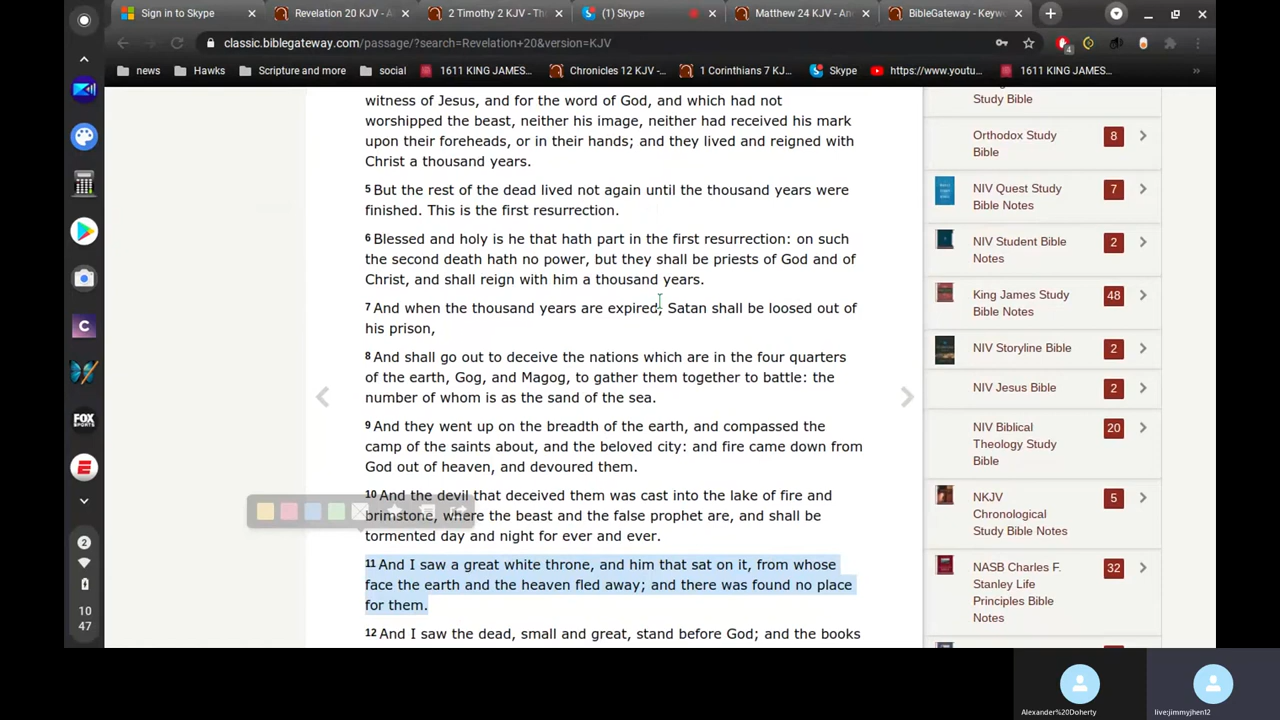 Sign in to Skype
Revelation 20 KJV - A
2 Timothy 2 KJV - Th
(1) Skype
Matthew 24 KJV - And
BibleGateway - Keyw
classic.biblegateway.com/passage/?search=Revelation+20&version=KJV
4
news
Hawks
Scripture and more
social
1611 KING JAMES...
Chronicles 12 KJV -...
1 Corinthians 7 KJ...
Skype
https://www.youtu...
1611 KING JAMES...
witness of Jesus, and for the word of God, and which had not
worshipped the beast, neither his image, neither had received his mark
upon their foreheads, or in their hands; and they lived and reigned with
Christ a thousand years.
5 But the rest of the dead lived not again until the thousand years were
finished. This is the first resurrection.
6 Blessed and holy is he that hath part in the first resurrection: on such
the second death hath no power, but they shall be priests of God and of
Christ, and shall reign with him a thousand years.
7 And when the thousand years are expired, Satan shall be loosed out of
his prison,
8 And shall go out to deceive the nations which are in the four quarters
of the earth, Gog, and Magog, to gather them together to battle: the
number of whom is as the sand of the sea.
9 And they went up on the breadth of the earth, and compassed the
camp of the saints about, and the beloved city: and fire came down from
God out of heaven, and devoured them.
10 And the devil that deceived them was cast into the lake of fire and
brimstone, where the beast and the false prophet are, and shall be
tormented day and night for ever and ever.
11 And I saw a great white throne, and him that sat on it, from whose
face the earth and the heaven fled away; and there was found no place
for them.
12 And I saw the dead, small and great, stand before God; and the books
Study Bible
Orthodox Study
Bible
8
NIV Quest Study
Bible Notes
7
NIV Student Bible
Notes
2
King James Study
Bible Notes
48
NIV Storyline Bible
2
NIV Jesus Bible
2
NIV Biblical
Theology Study
Bible
20
NKJV
Chronological
Study Bible Notes
5
NASB Charles F.
Stanley Life
Principles Bible
Notes
32
C
FOX
SPORTS
E
2
10
47
Alexander%20Doherty
live:jimmyjhen12